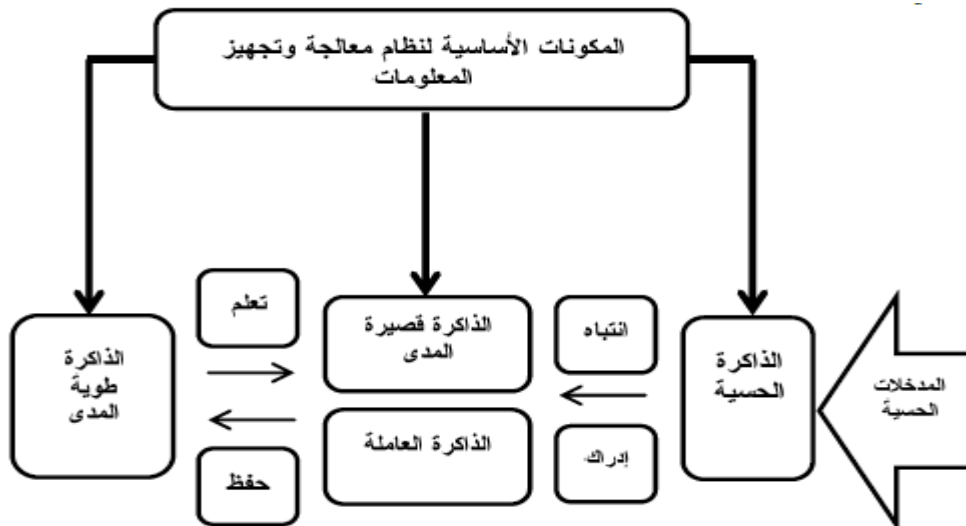 المكونات الأساسية لنظام معالجة وتجهيز
المعلومات
المدخلات
الحسية
الذاكرة
الحسية
انتباه
إدراك
الذاكرة قصيرة
المدى
الذاكرة العاملة
تعلم
حفظ
الذاكرة
طوية
المدى